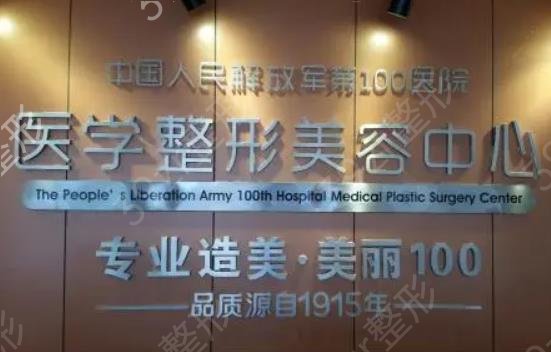 中国人民解放军第100医院
医学整形美容中心
The People's Liberation Army 100th Hospital Medical Plastic Surgery Center
专业造美·美丽100
品质源自1915年